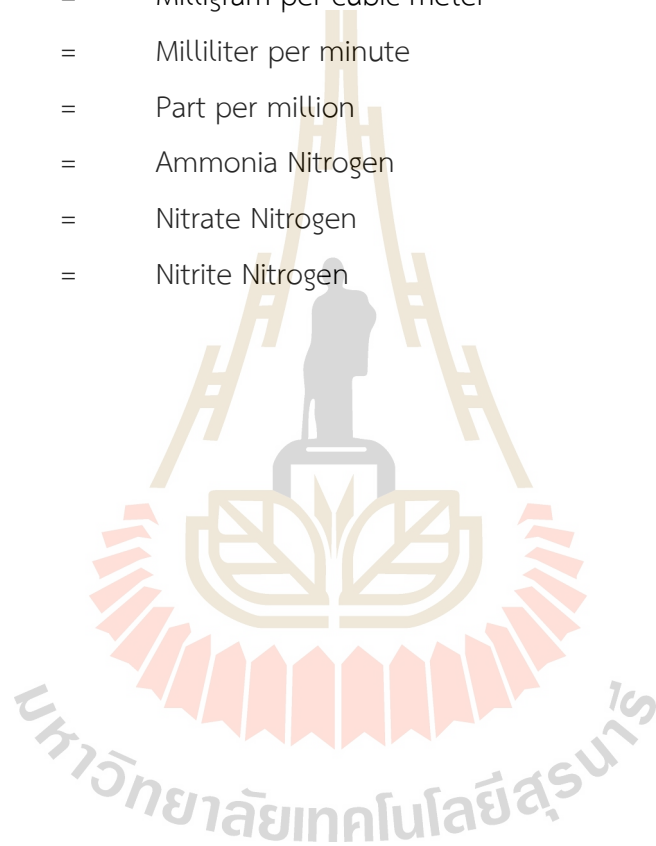 = Milligram per cubic meter
= Milliliter per minute
= Part per million
= Ammonia Nitrogen
= Nitrate Nitrogen
= Nitrite Nitrogen
มหาวิทยาลัยเทคโนโลยีสุรนารี